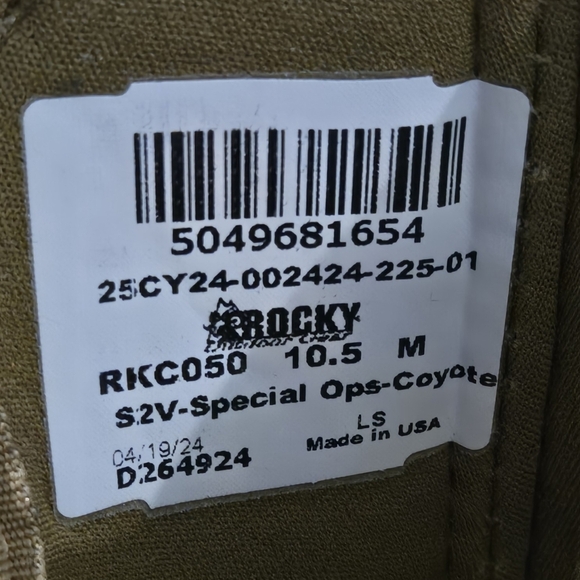 5049681654
25CY24-002424-225-01
ROCKY
RKC050 10.5 M
S2V-Special Ops-Coyote
LS
04/19/24
Made in USA
D264924